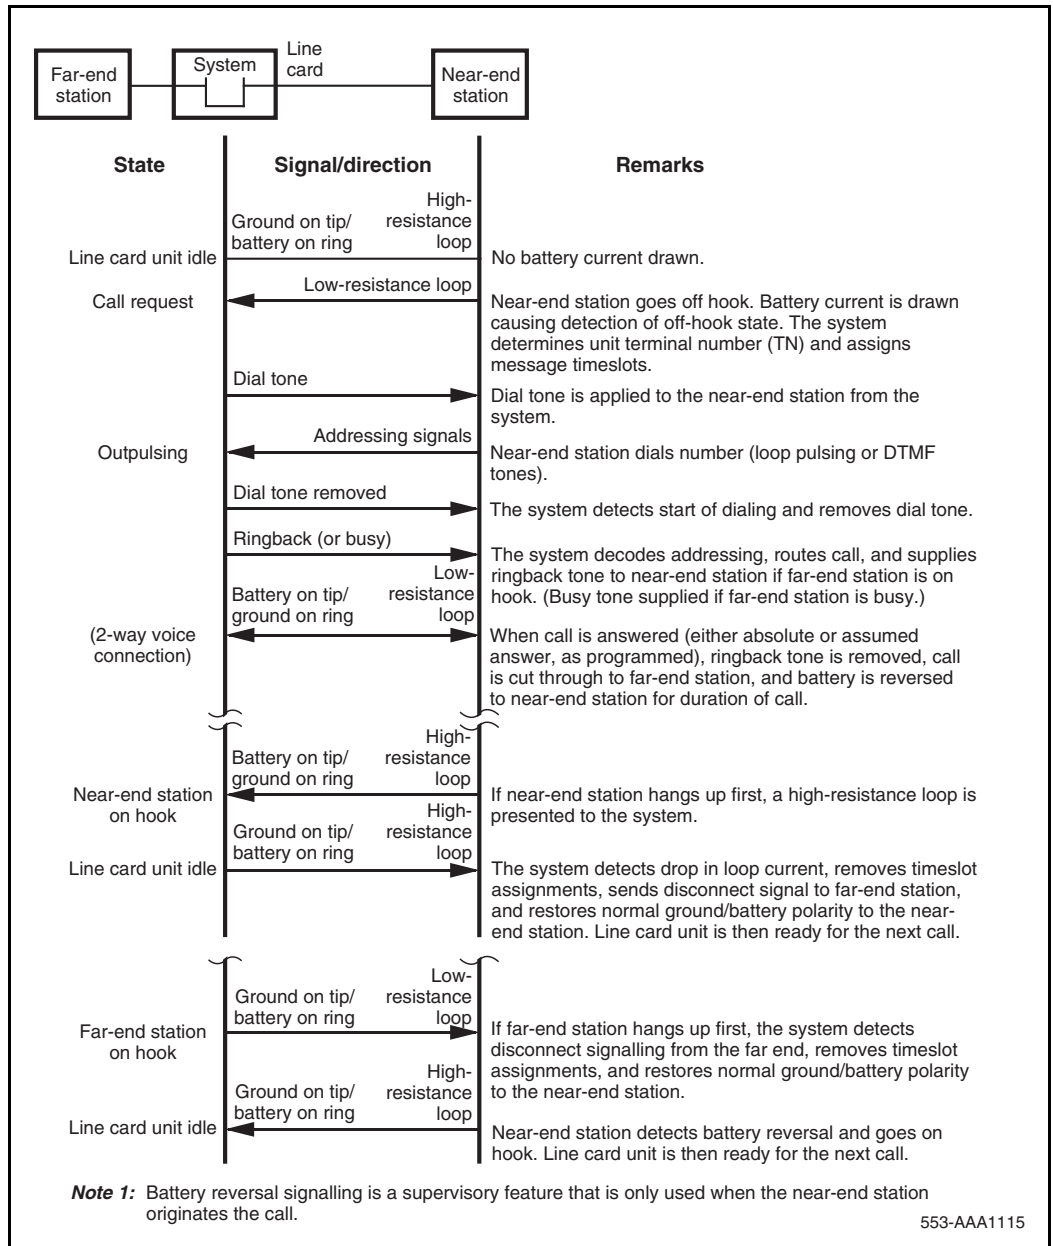 Far-end
station
System
Line
card
Near-end
station
State
Signal/direction
Remarks
Ground on tip/
battery on ring
High-
resistance
loop
Line card unit idle
No battery current drawn.
Low-resistance loop
Call request
Near-end station goes off hook. Battery current is drawn
causing detection of off-hook state. The system
determines unit terminal number (TN) and assigns
message timeslots.
Dial tone
Dial tone is applied to the near-end station from the
system.
Addressing signals
Outpulsing
Near-end station dials number (loop pulsing or DTMF
tones).
Dial tone removed
The system detects start of dialing and removes dial tone.
Ringback (or busy)
The system decodes addressing, routes call, and supplies
ringback tone to near-end station if far-end station is on
hook. (Busy tone supplied if far-end station is busy.)
Battery on tip/
ground on ring
Low-
resistance
loop
(2-way voice
connection)
When call is answered (either absolute or assumed
answer, as programmed), ringback tone is removed, call
is cut through to far-end station, and battery is reversed
to near-end station for duration of call.
Battery on tip/
ground on ring
High-
resistance
loop
Near-end station
on hook
If near-end station hangs up first, a high-resistance loop is
presented to the system.
Ground on tip/
battery on ring
High-
resistance
loop
Line card unit idle
The system detects drop in loop current, removes timeslot
assignments, sends disconnect signal to far-end station,
and restores normal ground/battery polarity to the near-
end station. Line card unit is then ready for the next call.
Ground on tip/
battery on ring
Low-
resistance
loop
Far-end station
on hook
If far-end station hangs up first, the system detects
disconnect signalling from the far end, removes timeslot
assignments, and restores normal ground/battery polarity
to the near-end station.
Ground on tip/
battery on ring
High-
resistance
loop
Line card unit idle
Near-end station detects battery reversal and goes on
hook. Line card unit is then ready for the next call.
Note 1: Battery reversal signalling is a supervisory feature that is only used when the near-end station
originates the call.
553-AAA1115